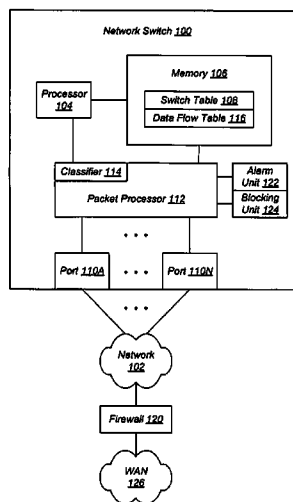 Network Switch 100
Memory 106
Processor 104
Switch Table 108
Data Flow Table 116
Classifier 114
Packet Processor 112
Alarm Unit 122
Blocking Unit 124
Port 110A
Port 110N
Network 102
Firewall 120
WAN 126